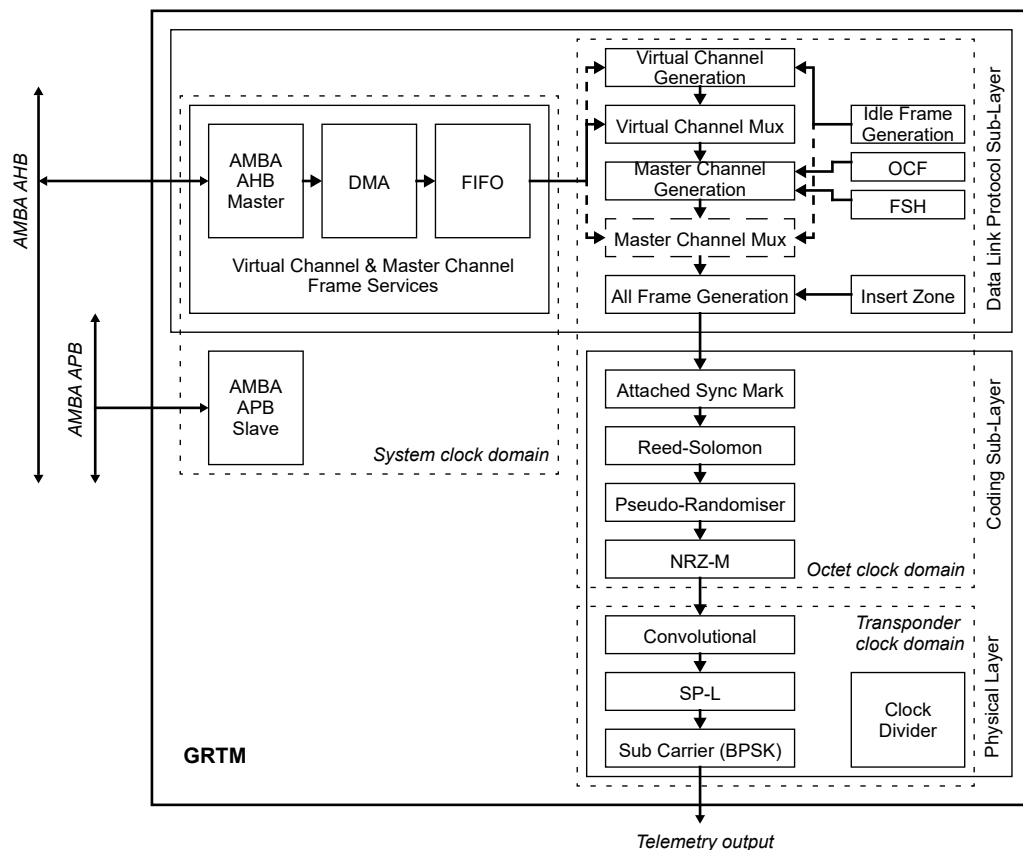 AMBA AHB
AMBA APB
AMBA
AHB
Master
DMA
FIFO
Virtual Channel & Master Channel
Frame Services
AMBA
APB
Slave
System clock domain
Virtual Channel
Generation
Virtual Channel Mux
Master Channel
Generation
Master Channel Mux
All Frame Generation
Idle Frame
Generation
OCF
FSH
Insert Zone
Data Link Protocol Sub-Layer
Attached Sync Mark
Reed-Solomon
Pseudo-Randomiser
NRZ-M
Octet clock domain
Coding Sub-Layer
Convolutional
SP-L
Sub Carrier (BPSK)
Transponder
clock domain
Clock
Divider
Physical Layer
GRTM
Telemetry output